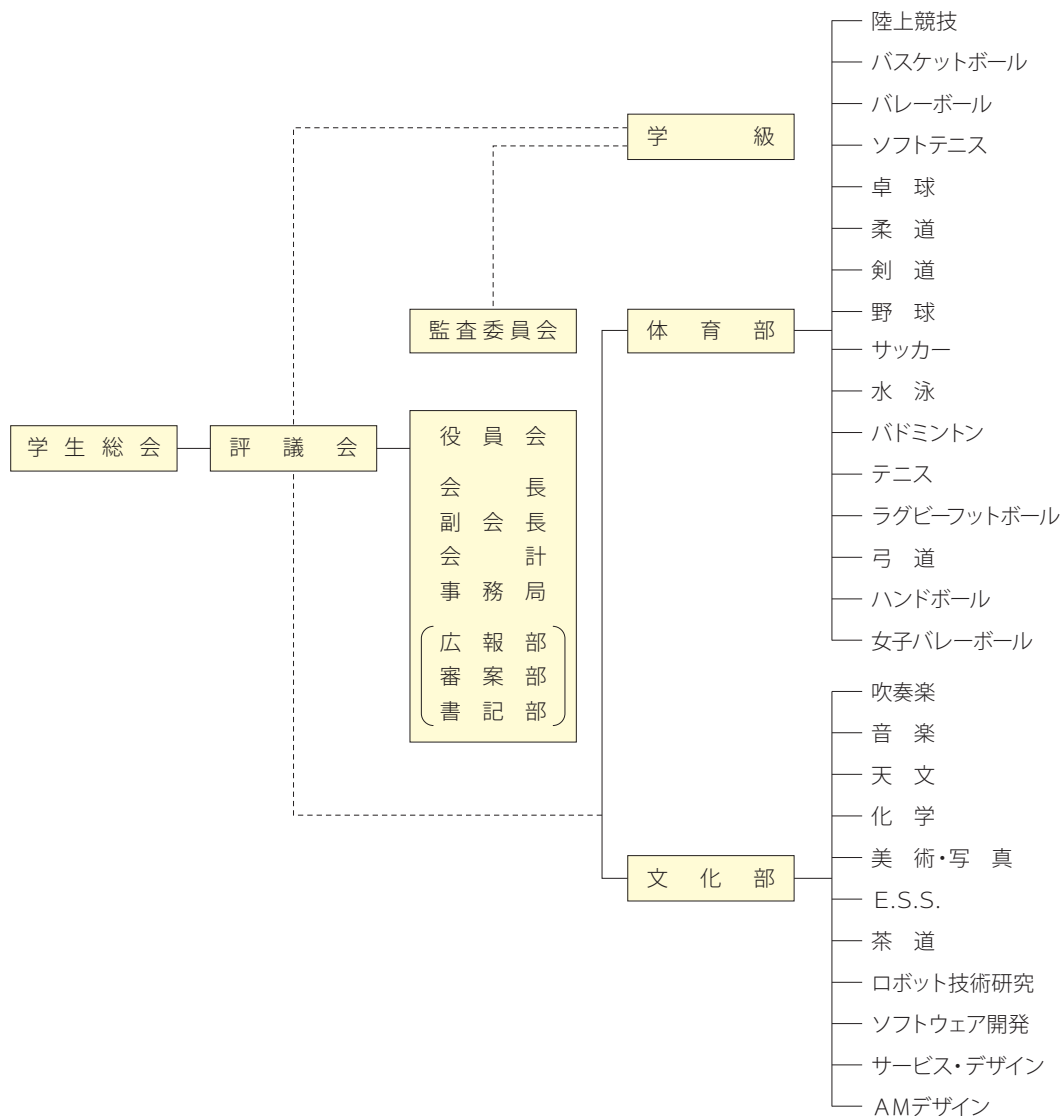 学生総会
評議会
学級
監査委員会
役員会
会長
副会長
会計
事務局
広報部
審案部
書記部
体育部
陸上競技
バスケットボール
バレーボール
ソフトテニス
卓球
柔道
剣道
野球
サッカー
水泳
バドミントン
テニス
ラグビーフットボール
弓道
ハンドボール
女子バレーボール
文化部
吹奏楽
音楽
天文
化学
美術・写真
E.S.S.
茶道
ロボット技術研究
ソフトウェア開発
サービス・デザイン
AMデザイン